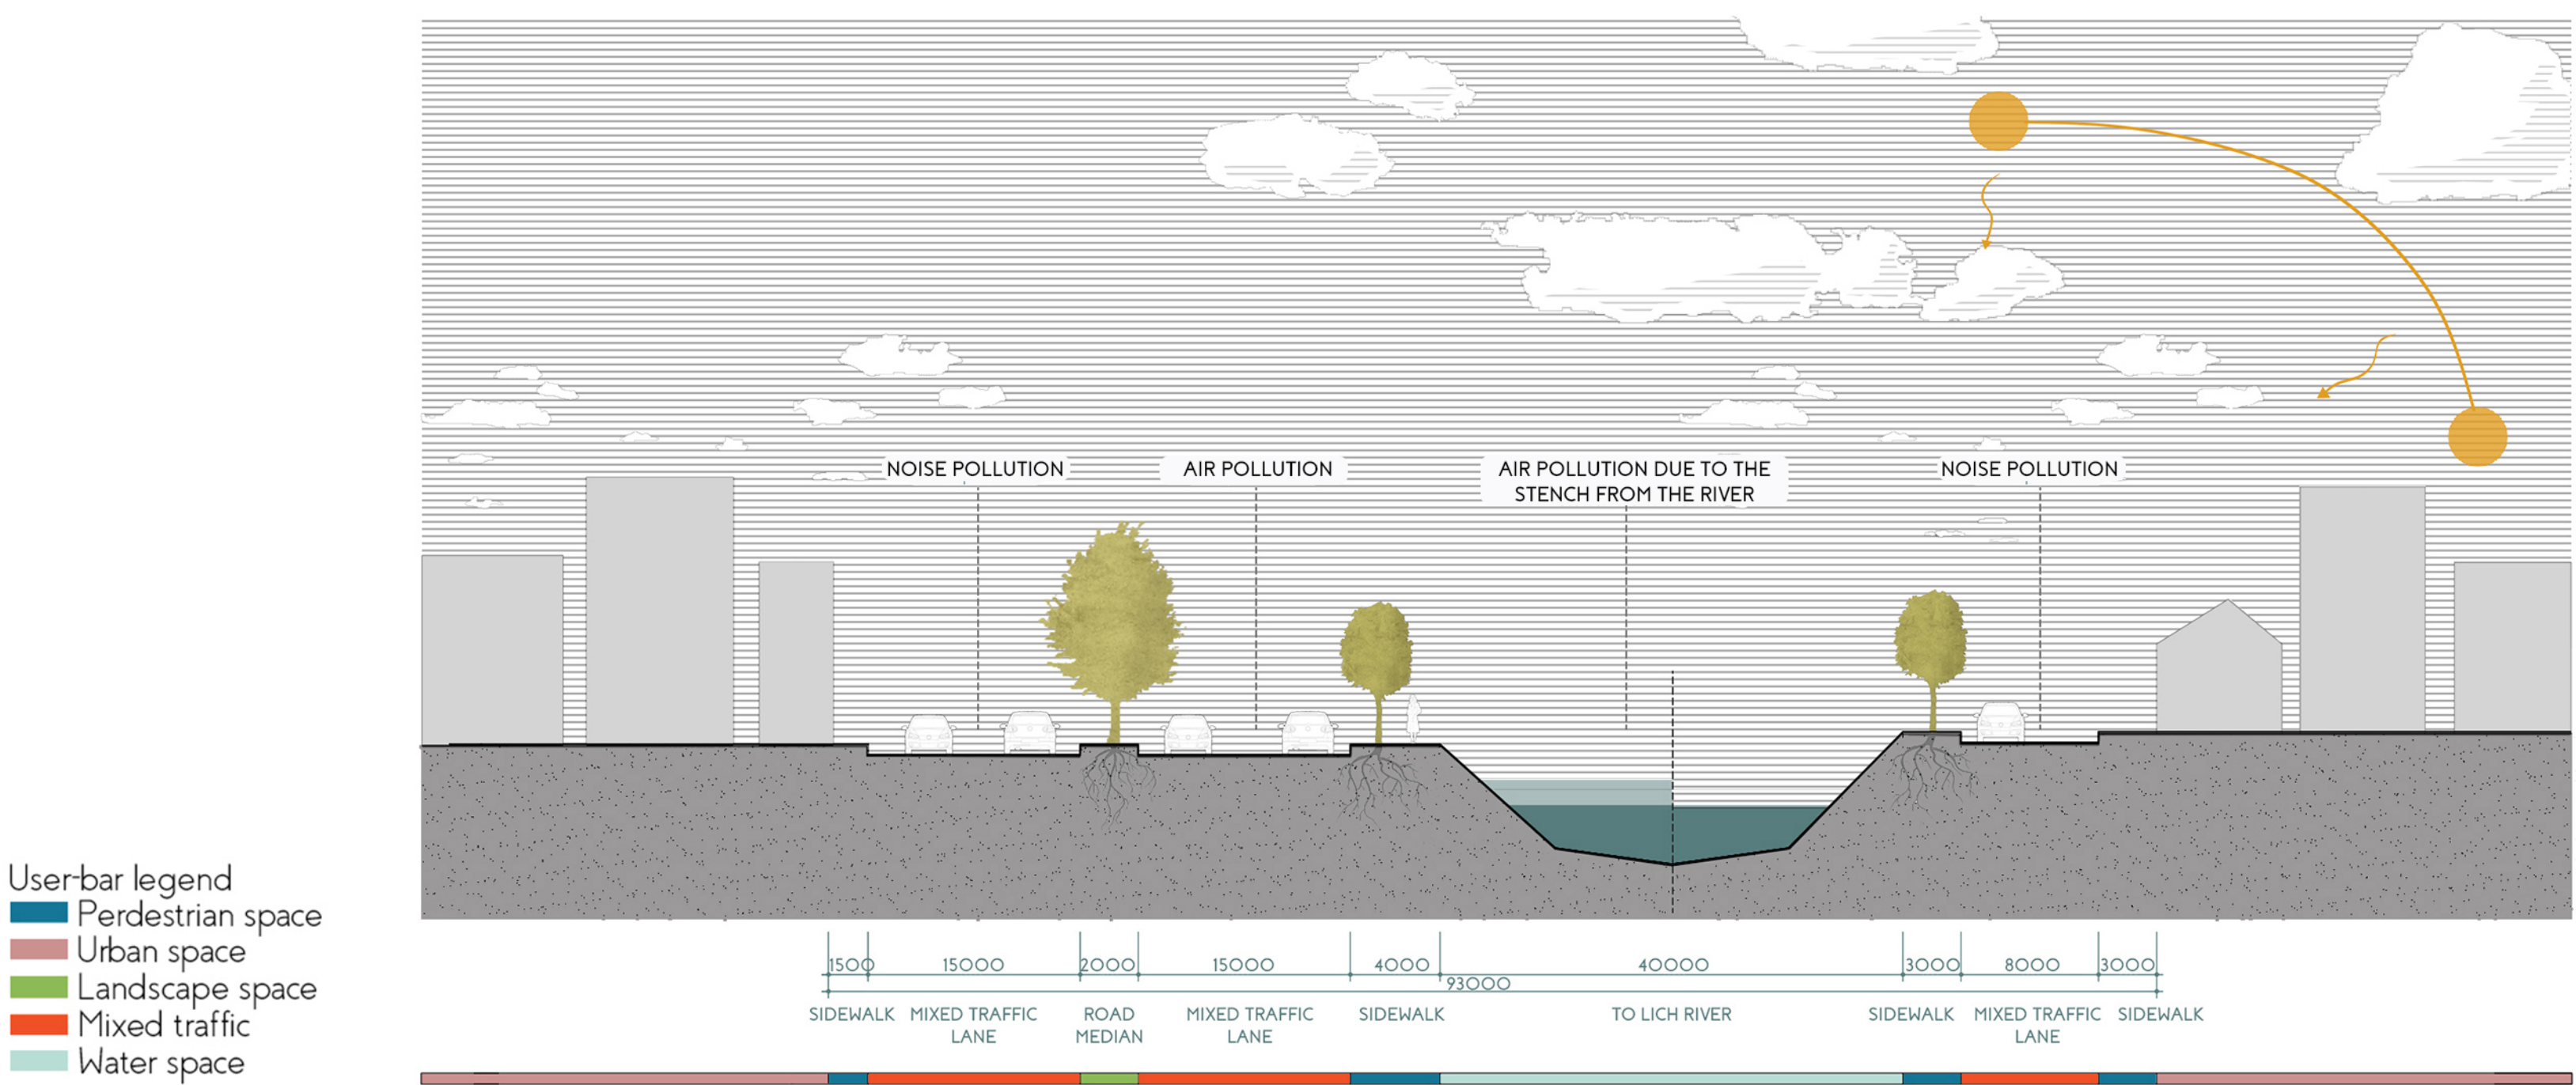 NOISE POLLUTION
AIR POLLUTION
AIR POLLUTION DUE TO THE
STENCH FROM THE RIVER
NOISE POLLUTION
User-bar legend
Perdestrian space
Urban space
Landscape space
Mixed traffic
Water space
1500 15000 2000 15000 4000 40000 3000 8000 3000
93000
SIDEWALK
MIXED TRAFFIC
LANE
ROAD
MEDIAN
MIXED TRAFFIC
LANE
SIDEWALK
TO LICH RIVER
SIDEWALK
MIXED TRAFFIC
LANE
SIDEWALK